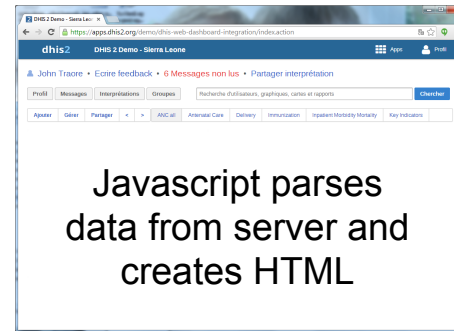 DHIS 2 Demo - Sierra Leon
https://apps.dhis2.org/demo/dhis-web-dashboard-integration/index.action
dhis2 DHIS 2 Demo - Sierra Leone Apps Profil
John Traore • Ecrire feedback • 6 Messages non lus • Partager interprétation
Profil Messages Interprétations Groupes Recherche d'utilisateurs, graphiques, cartes et rapports Chercher
Ajouter Gérer Partager < > ANC all Antenatal Care Delivery Immunization Inpatient Morbidity Mortality Key Indicators
Javascript parses
data from server and
creates HTML